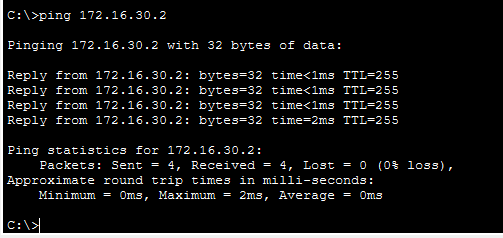 C:\>ping 172.16.30.2
Pinging 172.16.30.2 with 32 bytes of data:
Reply from 172.16.30.2: bytes=32 time<1ms TTL=255
Reply from 172.16.30.2: bytes=32 time<1ms TTL=255
Reply from 172.16.30.2: bytes=32 time<1ms TTL=255
Reply from 172.16.30.2: bytes=32 time=2ms TTL=255
Ping statistics for 172.16.30.2:
    Packets: Sent = 4, Received = 4, Lost = 0 (0% loss),
Approximate round trip times in milli-seconds:
    Minimum = 0ms, Maximum = 2ms, Average = 0ms
C:\>